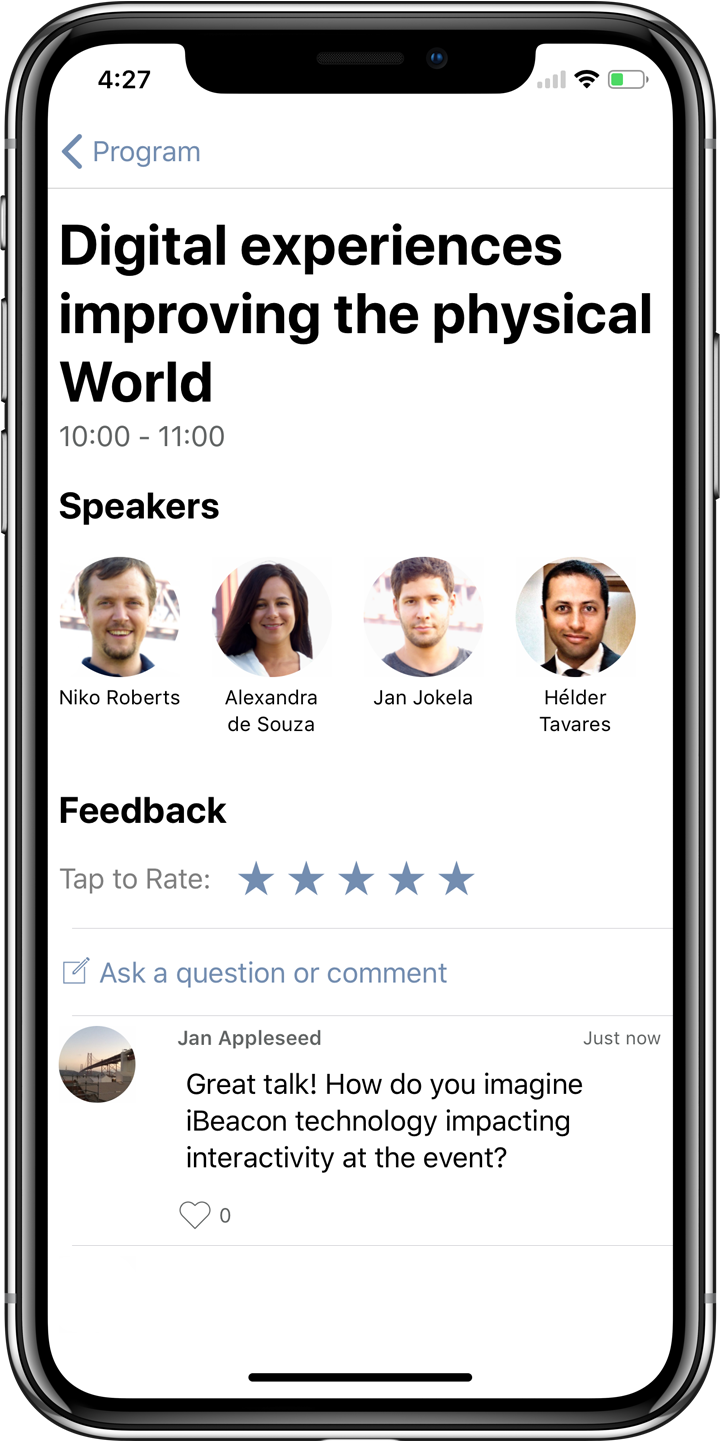 4:27
Program
Digital experiences
improving the physical
World
10:00 - 11:00
Speakers
Niko Roberts
Alexandra
de Souza
Jan Jokela
Hélder
Tavares
Feedback
Tap to Rate:
Ask a question or comment
Jan Appleseed
Just now
Great talk! How do you imagine
iBeacon technology impacting
interactivity at the event?
0